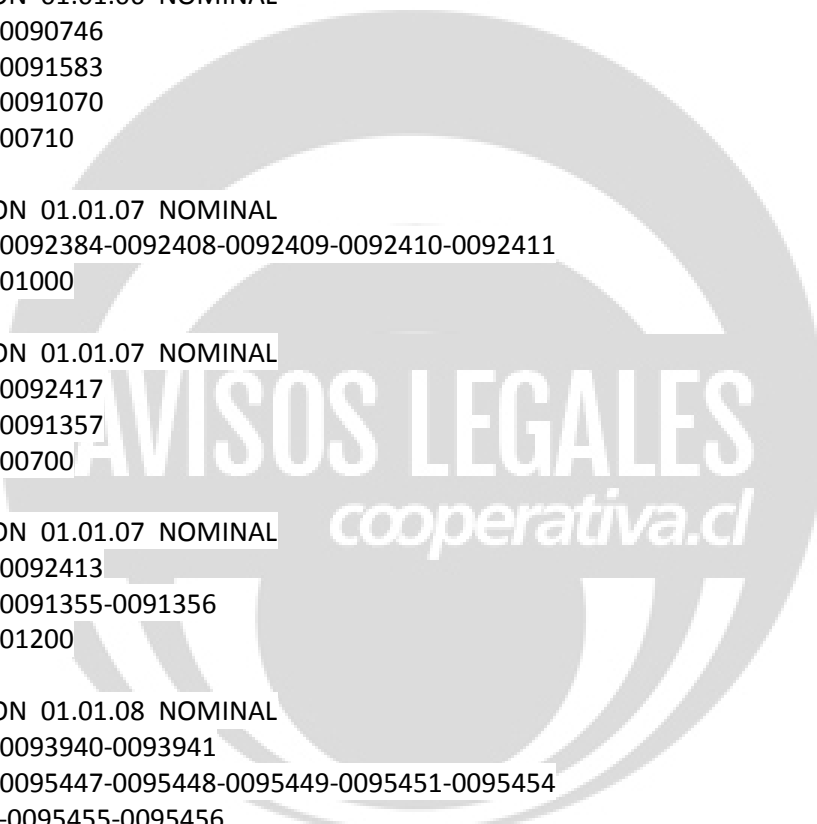 ON 01.01.06 NOMINAL
0090746
0091583
0091070
00710
ON 01.01.07 NOMINAL
0092384-0092408-0092409-0092410-0092411
01000
ON 01.01.07 NOMINAL
0092417
0091357
00700
AVISOS LEGALES
cooperativa.cl
ON 01.01.07 NOMINAL
0092413
0091355-0091356
01200
ON 01.01.08 NOMINAL
0093940-0093941
0095447-0095448-0095449-0095451-0095454
-0095455-0095456